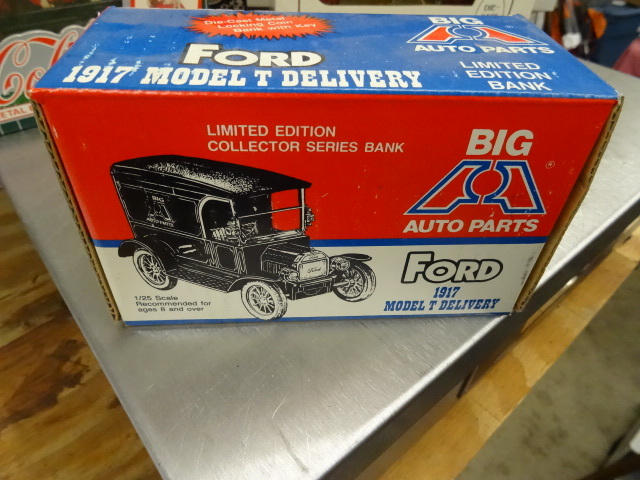 Die-Cast Metal
Locking Coin
Bank with Key
FORD
1917 MODEL T DELIVERY
BIG
AUTO PARTS
LIMITED
EDITION
BANK
LIMITED EDITION
COLLECTOR SERIES BANK
BIG
®
AUTO PARTS
BIG
Ford
FORD
1917
MODEL T DELIVERY
1/25 Scale
Recommended for
ages 8 and over